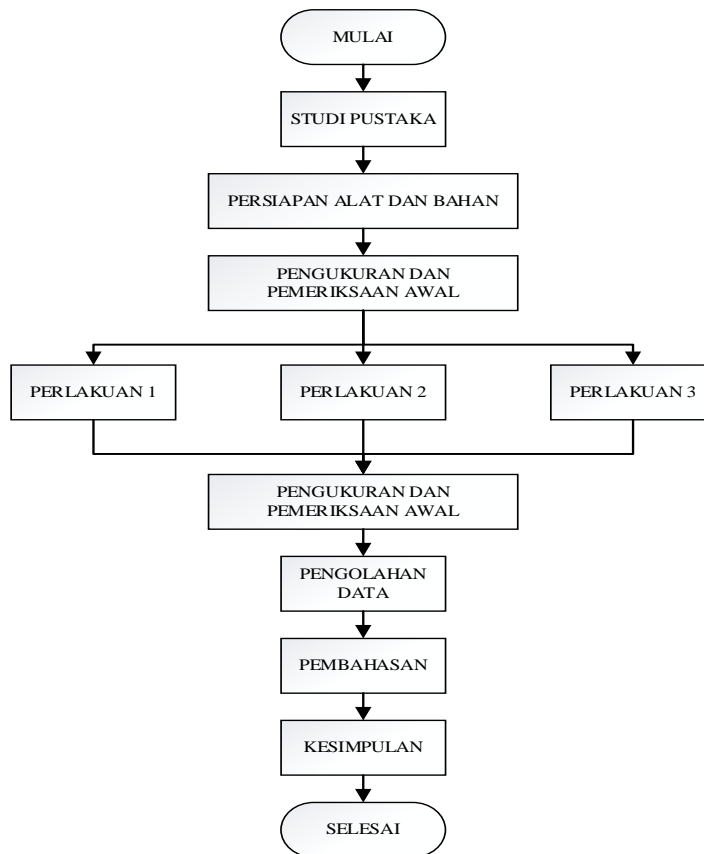 MULAI
STUDI PUSTAKA
PERSIAPAN ALAT DAN BAHAN
PENGUKURAN DAN
PEMERIKSAAN AWAL
PERLAKUAN 1
PERLAKUAN 2
PERLAKUAN 3
PENGUKURAN DAN
PEMERIKSAAN AWAL
PENGOLAHAN
DATA
PEMBAHASAN
KESIMPULAN
SELESAI